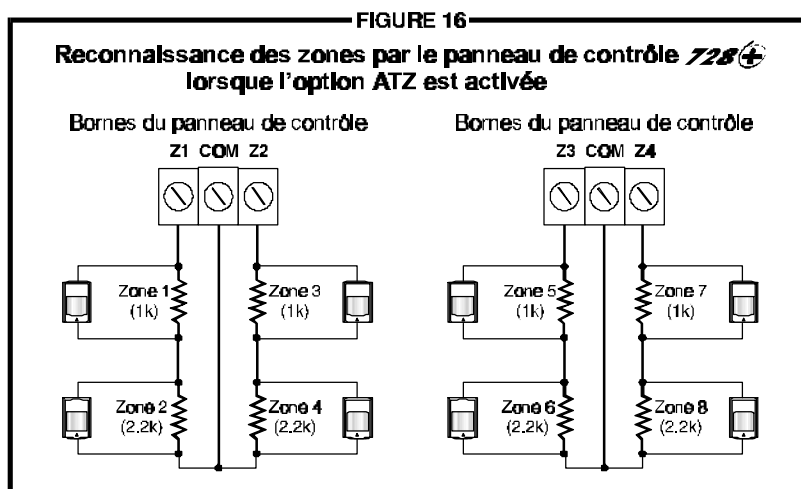 FIGURE 16
Reconnaissance des zones par le panneau de contrôle 728+
lorsque l'option ATZ est activée
Bornes du panneau de contrôle
Z1 COM Z2
Zone 1
(1k)
Zone 3
(1k)
Zone 2
(2.2k)
Zone 4
(2.2k)
Bornes du panneau de contrôle
Z3 COM Z4
Zone 5
(1k)
Zone 7
(1k)
Zone 6
(2.2k)
Zone 8
(2.2k)